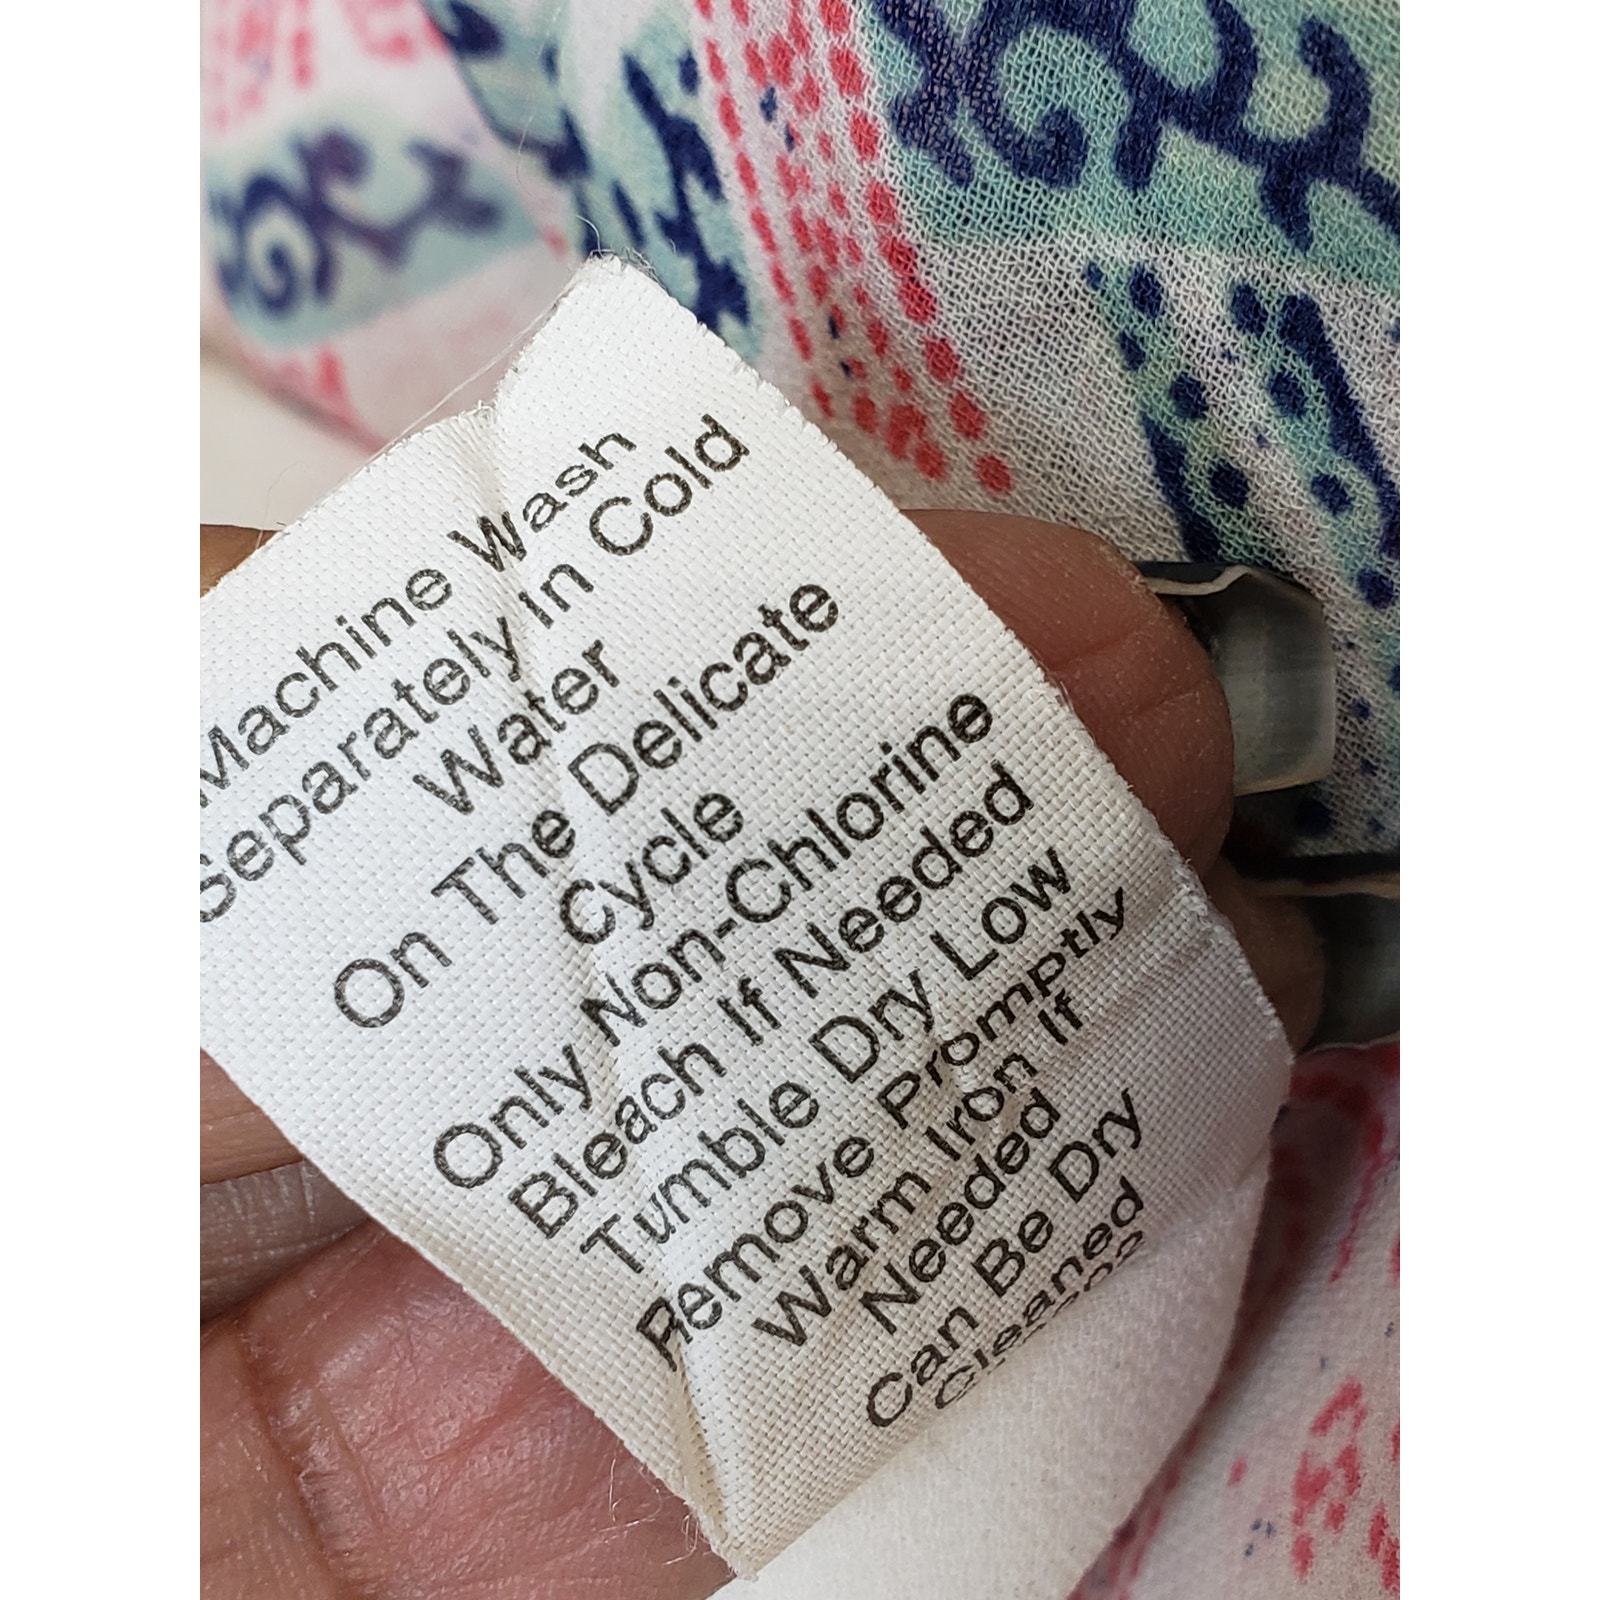 Machine Wash
Separately In Cold
Water
On The Delicate
Cycle
Only Non-Chlorine
Bleach If Needed
Tumble Dry Low
Remove Promptly
Warm Iron If
Needed
Can Be Dry
Cleaned